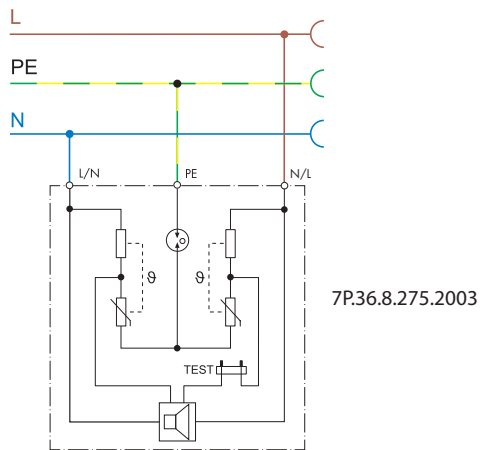 L
PE
N
L/N PE N/L
ϑ ϑ
7P.36.8.275.2003
TEST